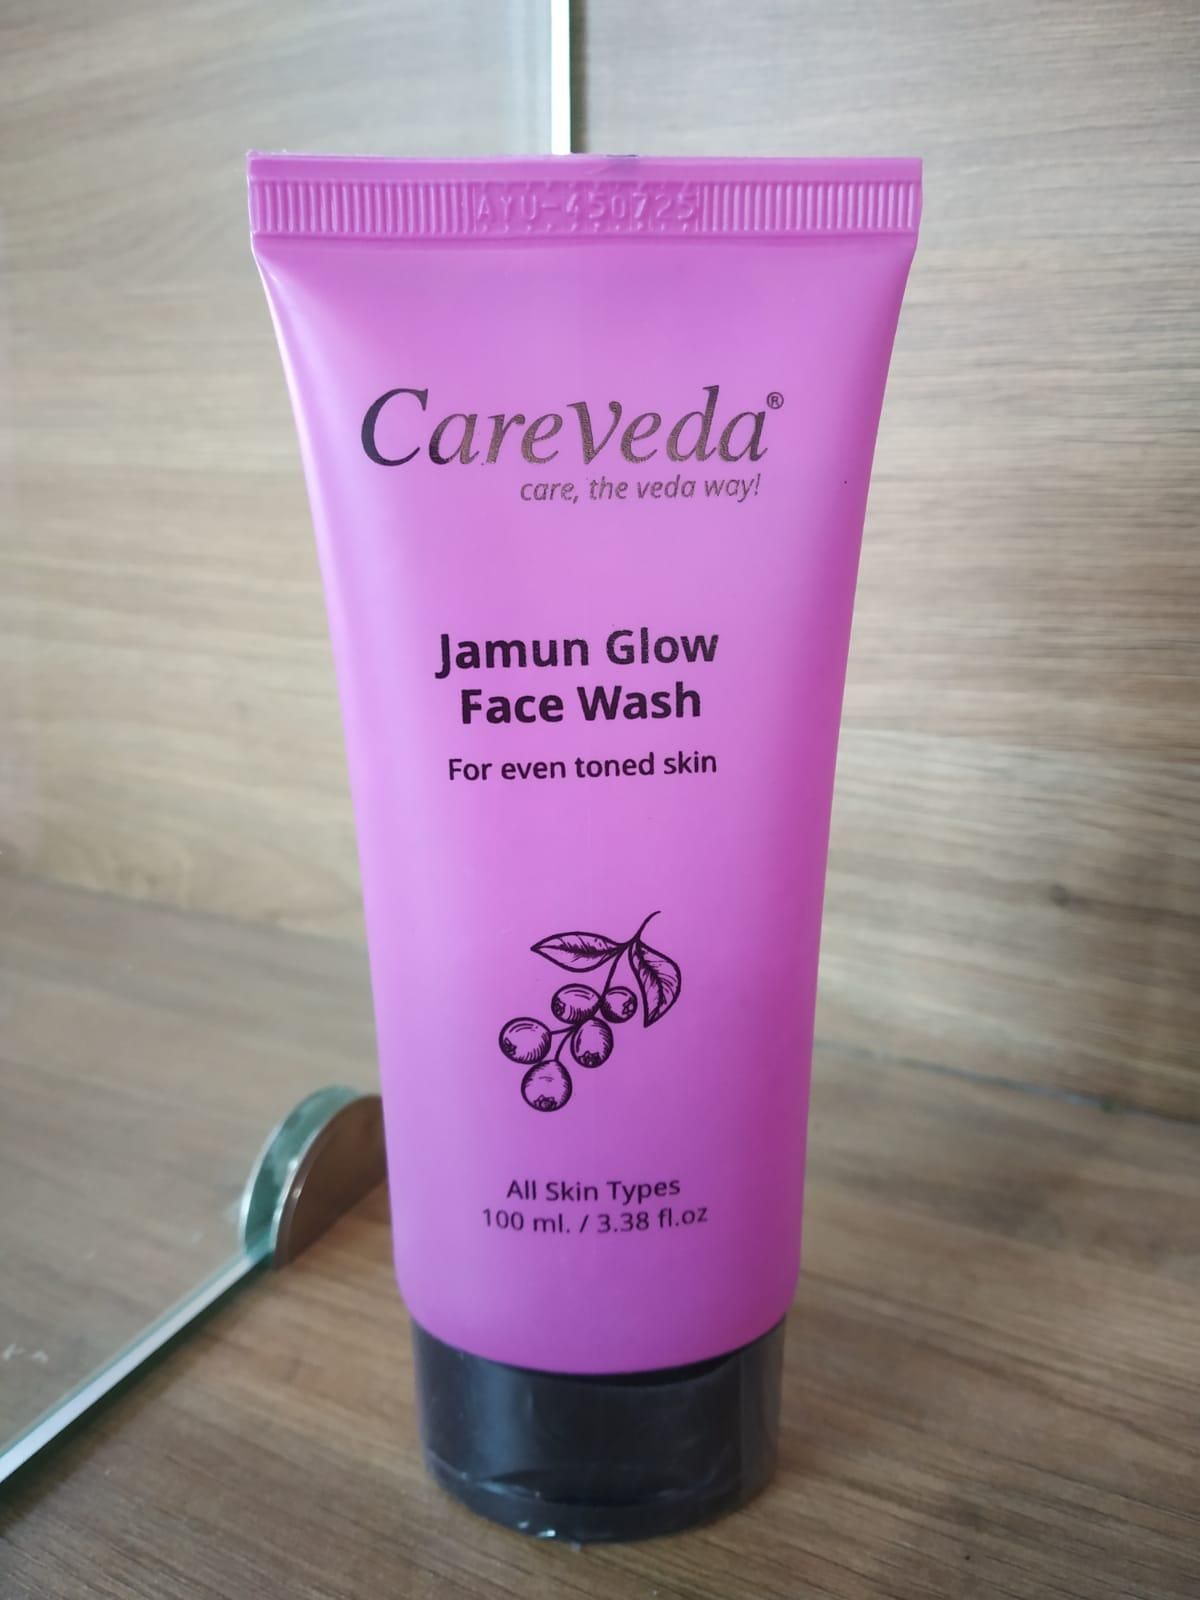 AYU-450725
CareVeda®
care, the veda way!
Jamun Glow
Face Wash
For even toned skin
All Skin Types
100 ml. / 3.38 fl.oz